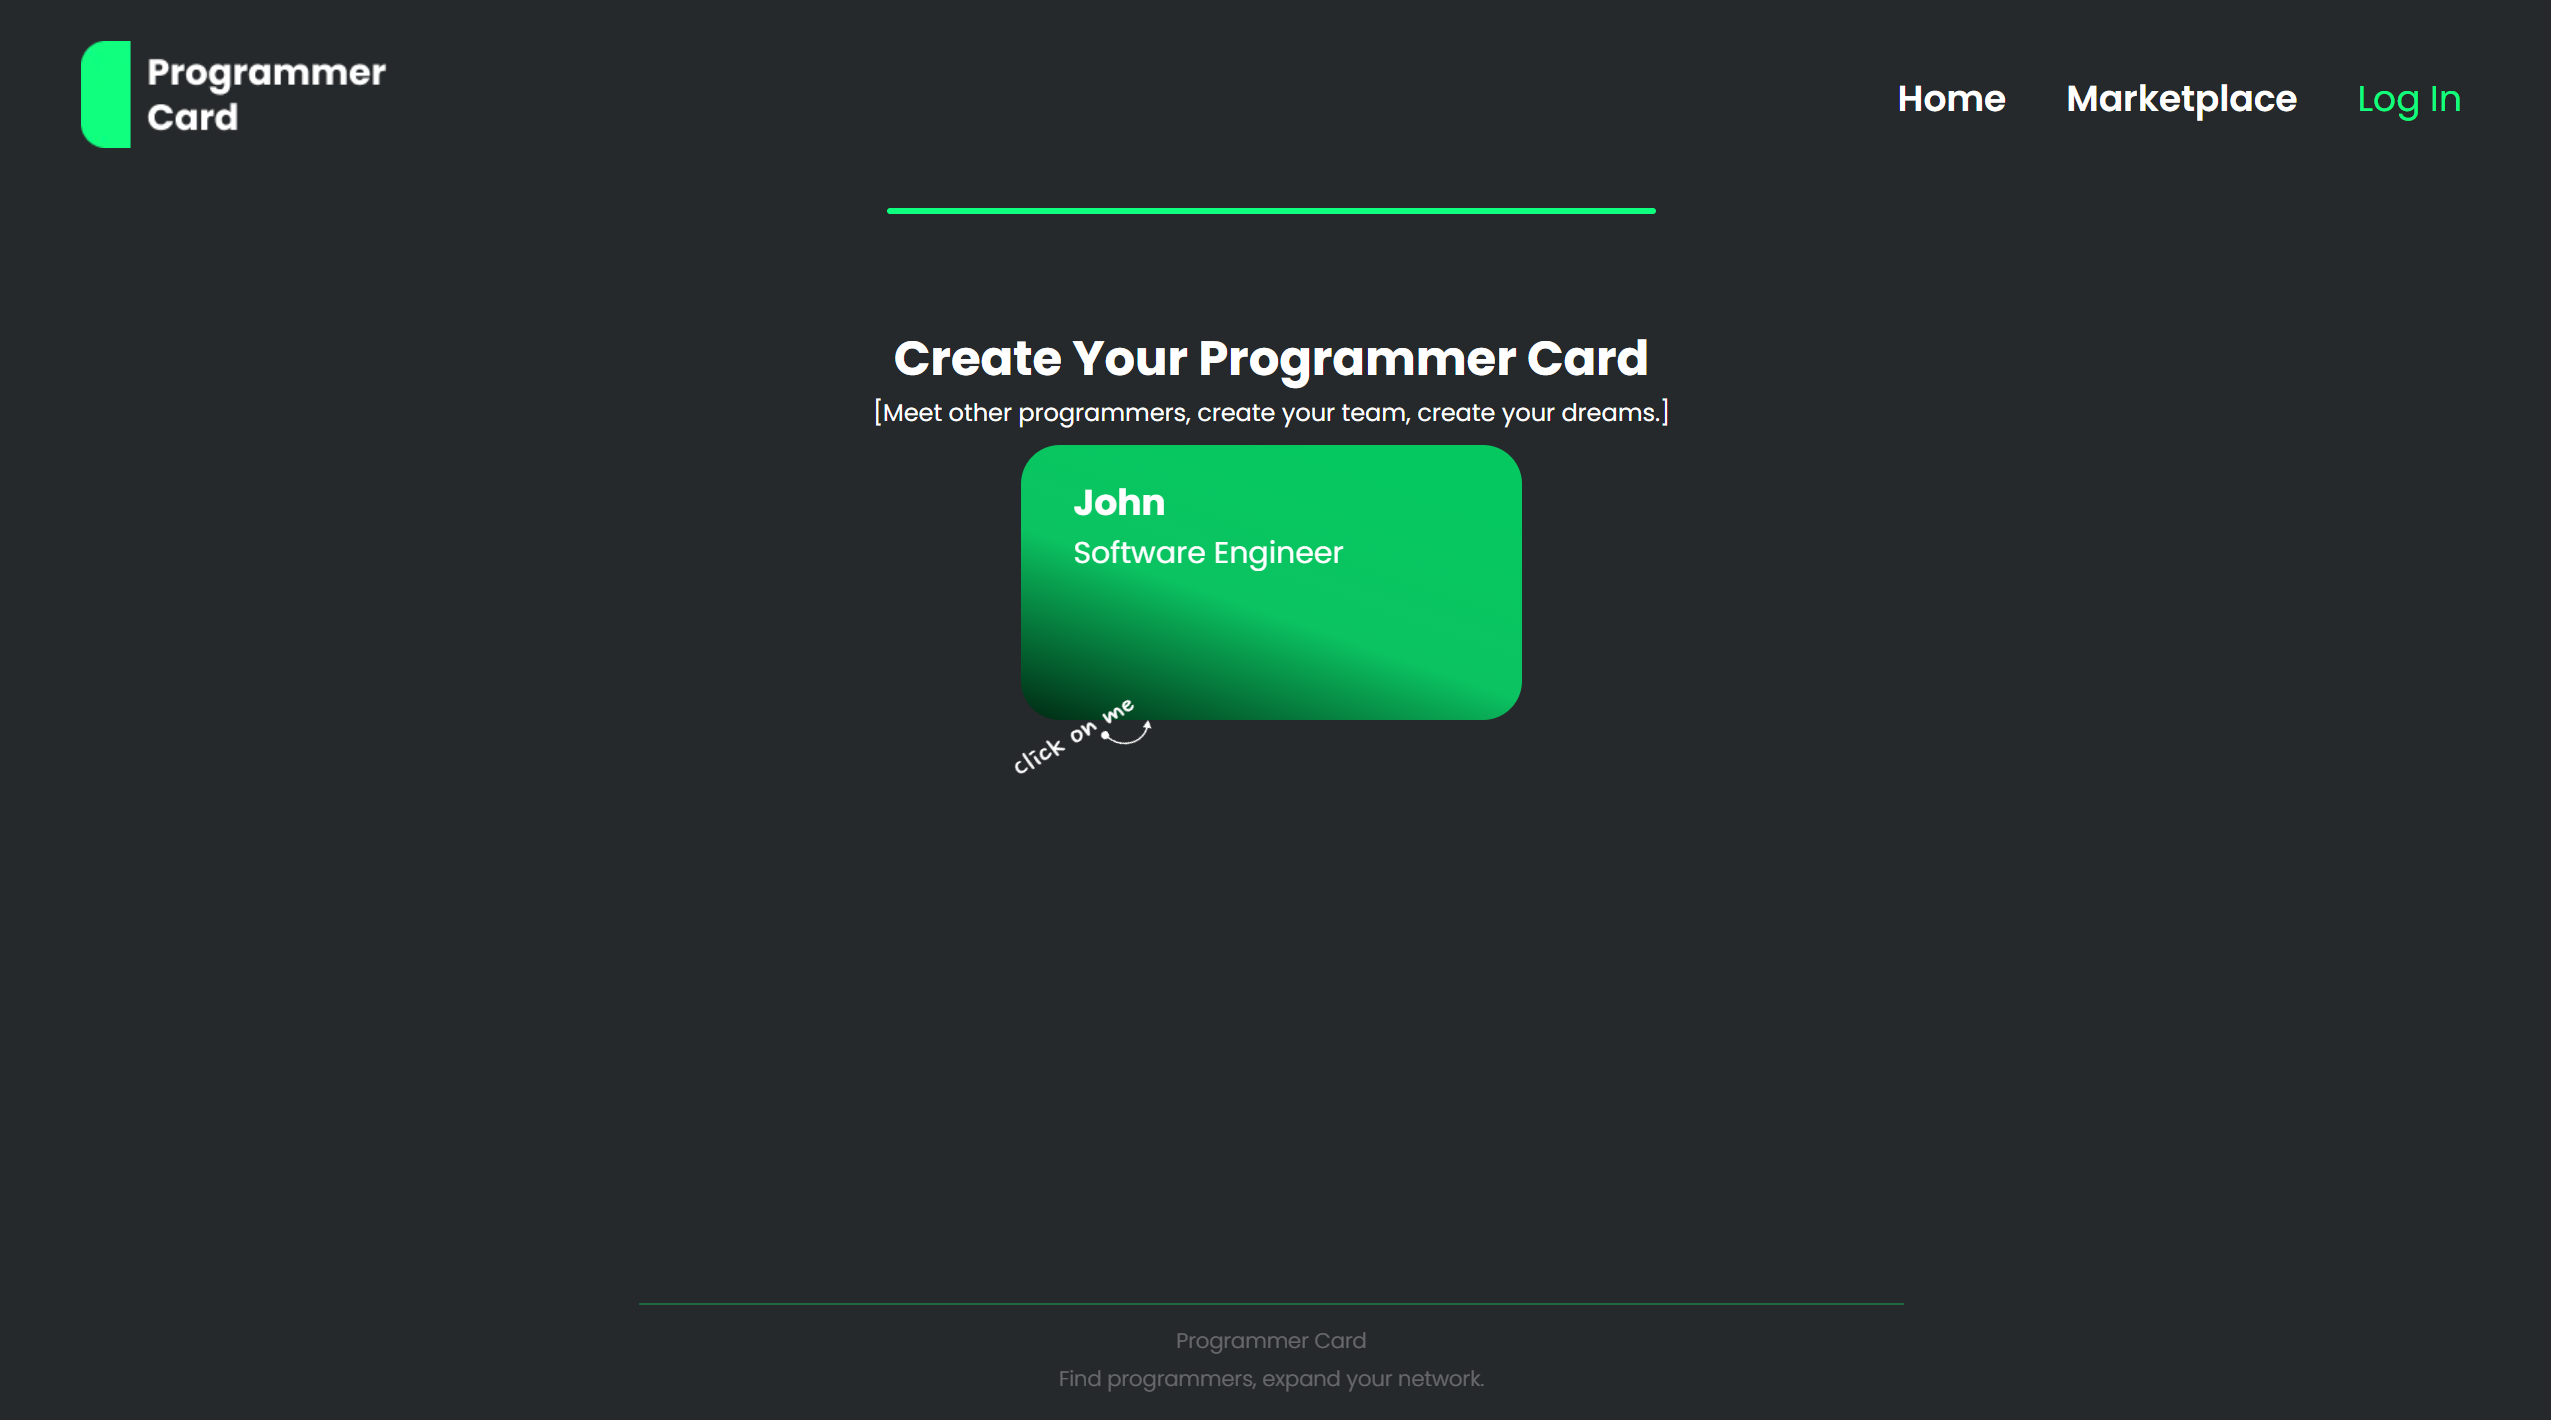 Programmer
Card
Home Marketplace Log In
Create Your Programmer Card
[Meet other programmers, create your team, create your dreams.]
John
Software Engineer
click on me
Programmer Card
Find programmers, expand your network.